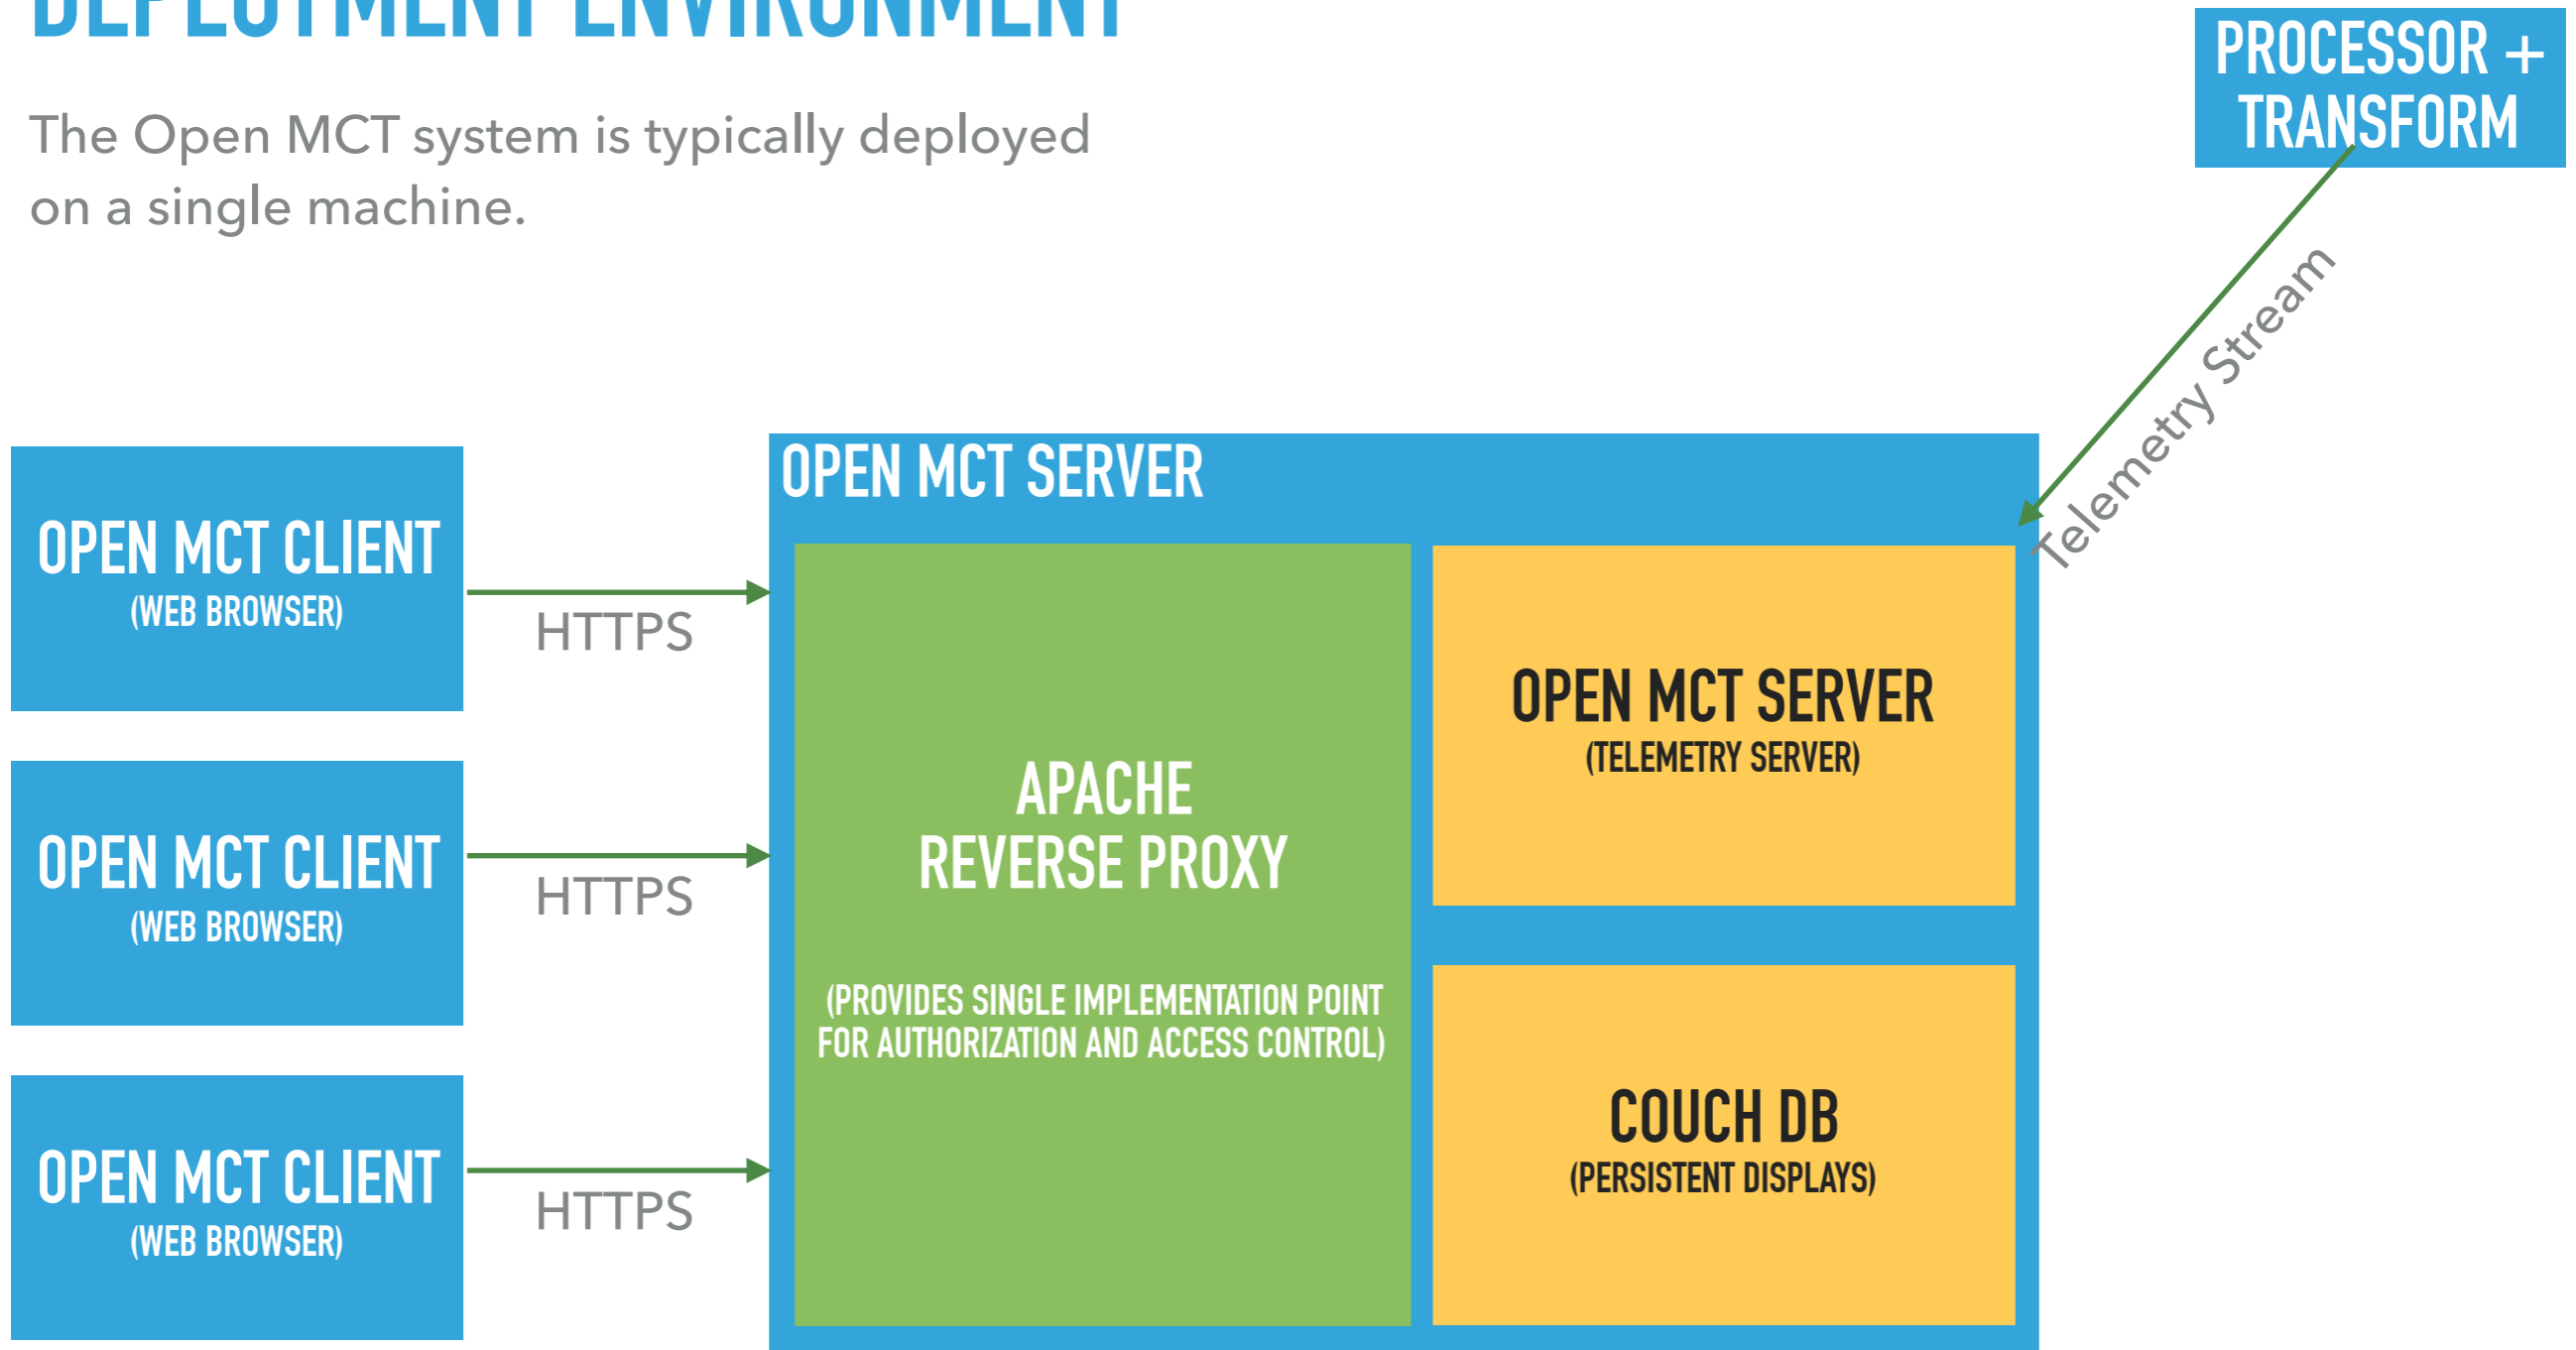 DEPLOYMENT ENVIRONMENT
The Open MCT system is typically deployed
on a single machine.
PROCESSOR +
TRANSFORM
Telemetry Stream
OPEN MCT CLIENT
(WEB BROWSER)
HTTPS
OPEN MCT CLIENT
(WEB BROWSER)
HTTPS
OPEN MCT CLIENT
(WEB BROWSER)
HTTPS
OPEN MCT SERVER
APACHE
REVERSE PROXY
(PROVIDES SINGLE IMPLEMENTATION POINT
FOR AUTHORIZATION AND ACCESS CONTROL)
OPEN MCT SERVER
(TELEMETRY SERVER)
COUCH DB
(PERSISTENT DISPLAYS)